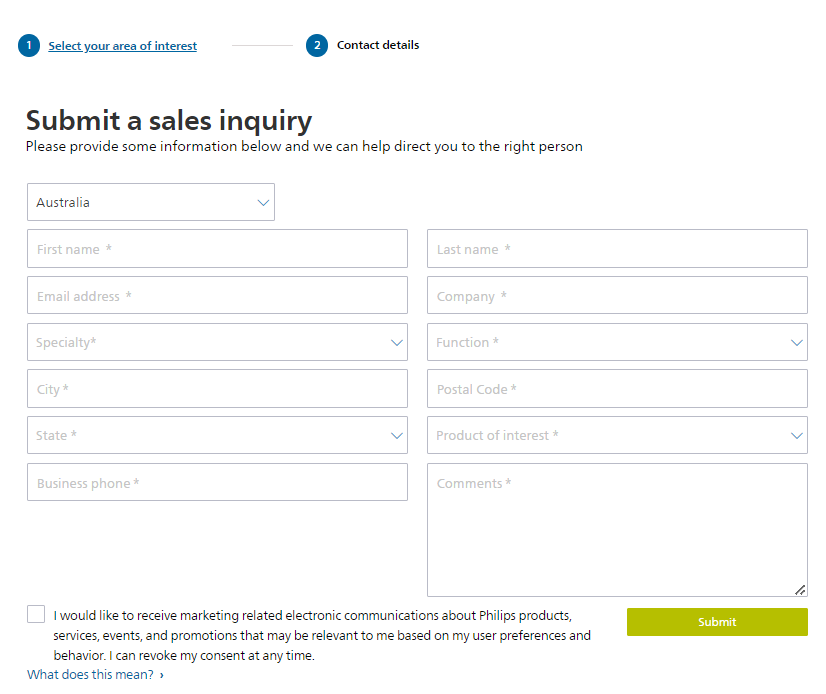 1 Select your area of interest 2 Contact details
Submit a sales inquiry
Please provide some information below and we can help direct you to the right person
Australia
First name * Last name *
Email address * Company *
Specialty* Function *
City * Postal Code *
State * Product of interest *
Business phone * Comments *
I would like to receive marketing related electronic communications about Philips products,
services, events, and promotions that may be relevant to me based on my user preferences and
behavior. I can revoke my consent at any time.
Submit
What does this mean? ›